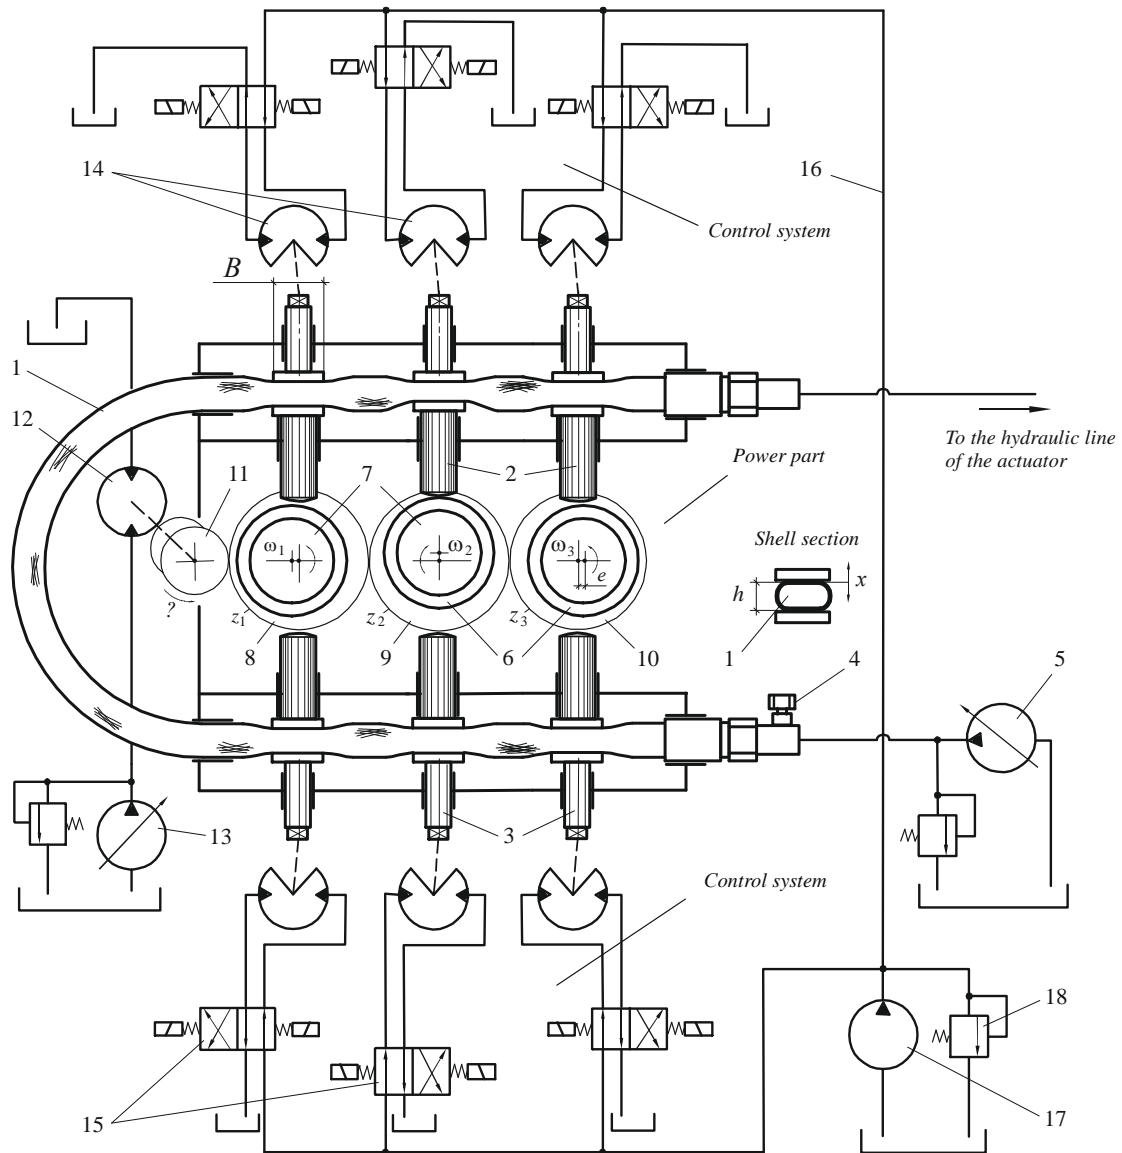 14
16
Control system
B
1
12
To the hydraulic line
of the actuator
11
7
2
Power part
ω1
ω2
ω3
e
Shell section
h
x
?
z1
z2
z3
8
9
6
10
1
4
5
13
3
Control system
18
15
17